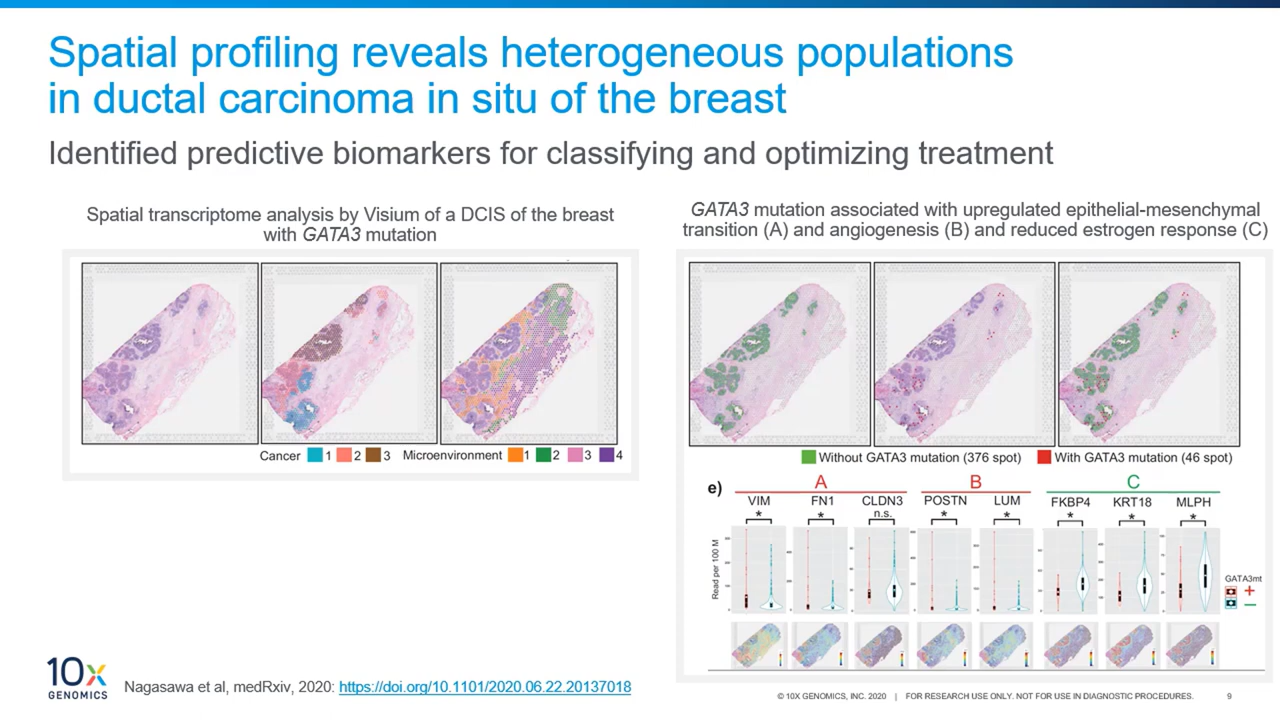 Spatial profiling reveals heterogeneous populations
in ductal carcinoma in situ of the breast
Identified predictive biomarkers for classifying and optimizing treatment
Spatial transcriptome analysis by Visium of a DCIS of the breast
with GATA3 mutation
Cancer 1 2 3 Microenvironment 1 2 3 4
GATA3 mutation associated with upregulated epithelial-mesenchymal
transition (A) and angiogenesis (B) and reduced estrogen response (C)
Without GATA3 mutation (376 spot) With GATA3 mutation (46 spot)
e) A B C
VIM FN1 CLDN3 POSTN LUM FKBP4 KRT18 MLPH
* * n.s. * * * * *
Read per 100 M
GATA3mt
+
−
10x
GENOMICS
Nagasawa et al, medRxiv, 2020: https://doi.org/10.1101/2020.06.22.20137018
© 10X GENOMICS, INC. 2020 | FOR RESEARCH USE ONLY. NOT FOR USE IN DIAGNOSTIC PROCEDURES. 9